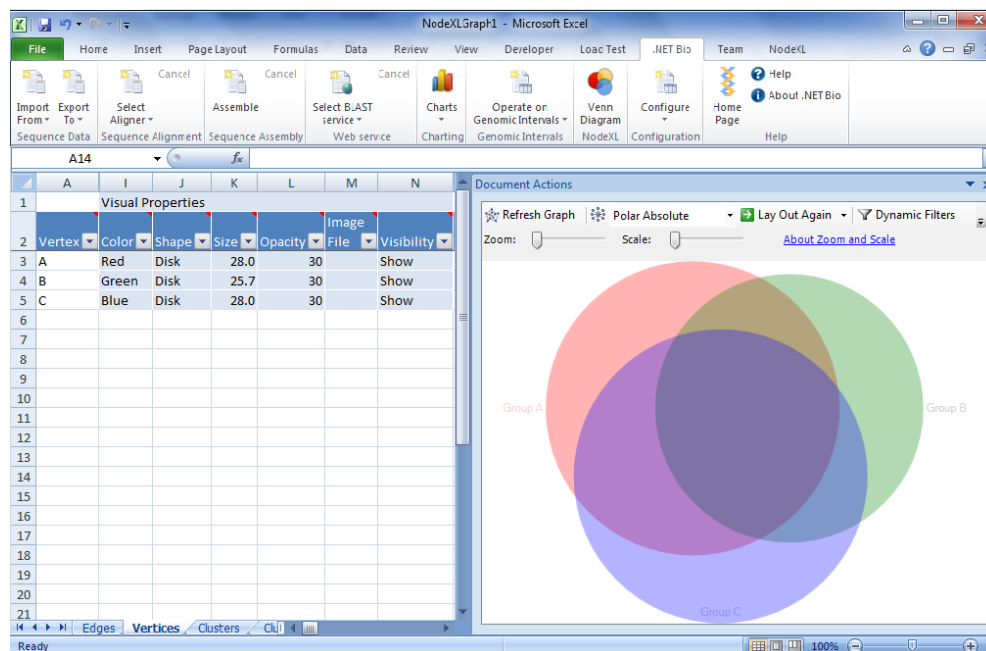 NodeXLGraph1 - Microsoft Excel
File Home Insert Page Layout Formulas Data Review View Developer Loac Test .NET Bio Team NodeXL
Cancel Cancel Cancel Help
About .NET Bio
Import Export Select Assemble Select BLAST Charts Operate on Venn Configure Home
From To Aligner service Genomic Intervals Diagram Page
Sequence Data Sequence Alignment Sequence Assembly Web service Charting Genomic Intervals NodeXL Configuration Help
A14 fx
A I J K L M N Document Actions
1 Visual Properties
Refresh Graph Polar Absolute Lay Out Again Dynamic Filters
Zoom: Scale: About Zoom and Scale
2 Vertex Color Shape Size Opacity Image File Visibility
3 A Red Disk 28.0 30 Show
4 B Green Disk 25.7 30 Show
5 C Blue Disk 28.0 30 Show
6
7
8
9
10
11
12
13
14
15
16
17
18
19
20
21
Group A
Group B
Group C
Edges Vertices Clusters
Ready 100%